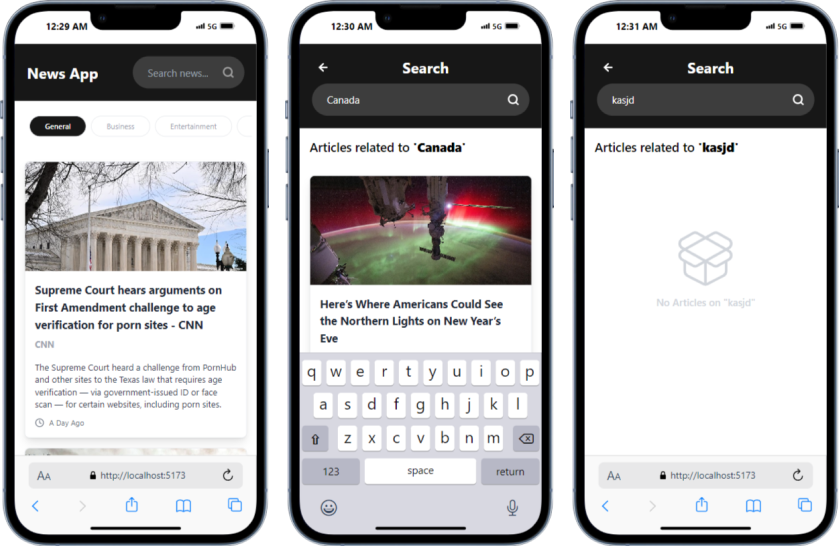 12:29 AM
5G
News App
Search news...
General
Business
Entertainment
Supreme Court hears arguments on
First Amendment challenge to age
verification for porn sites - CNN
CNN
The Supreme Court heard a challenge from PornHub
and other sites to the Texas law that requires age
verification — via government-issued ID or face
scan — for certain websites, including porn sites.
A Day Ago
AA
http://localhost:5173
12:30 AM
5G
Search
Canada
Articles related to "Canada"
Here's Where Americans Could See
the Northern Lights on New Year's
Eve
q w e r t y u i o p
a s d f g h j k l
z x c v b n m
123 space return
12:31 AM
5G
Search
kasjd
Articles related to "kasjd"
No Articles on "kasjd"
AA
http://localhost:5173